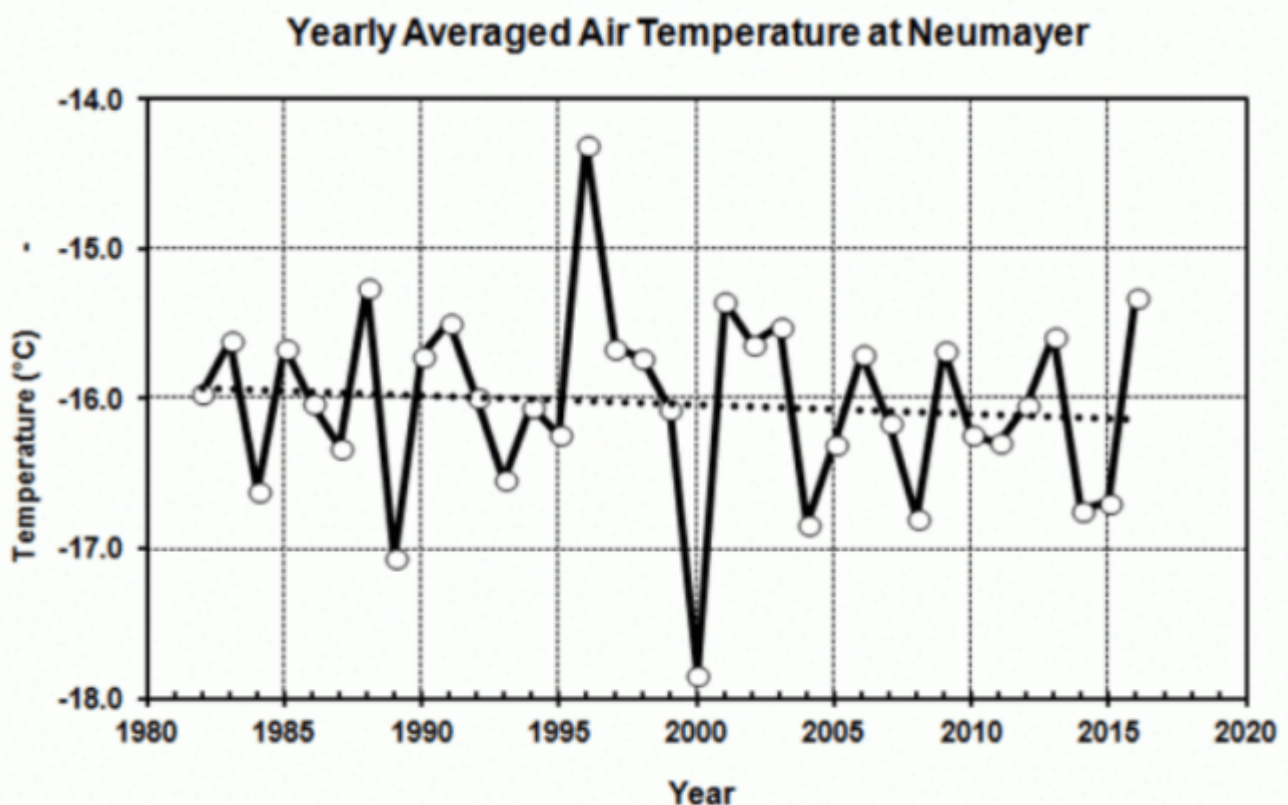 Yearly Averaged Air Temperature at Neumayer
-14.0
-15.0
-16.0
-17.0
-18.0
Temperature (°C) -
1980 1985 1990 1995 2000 2005 2010 2015 2020
Year